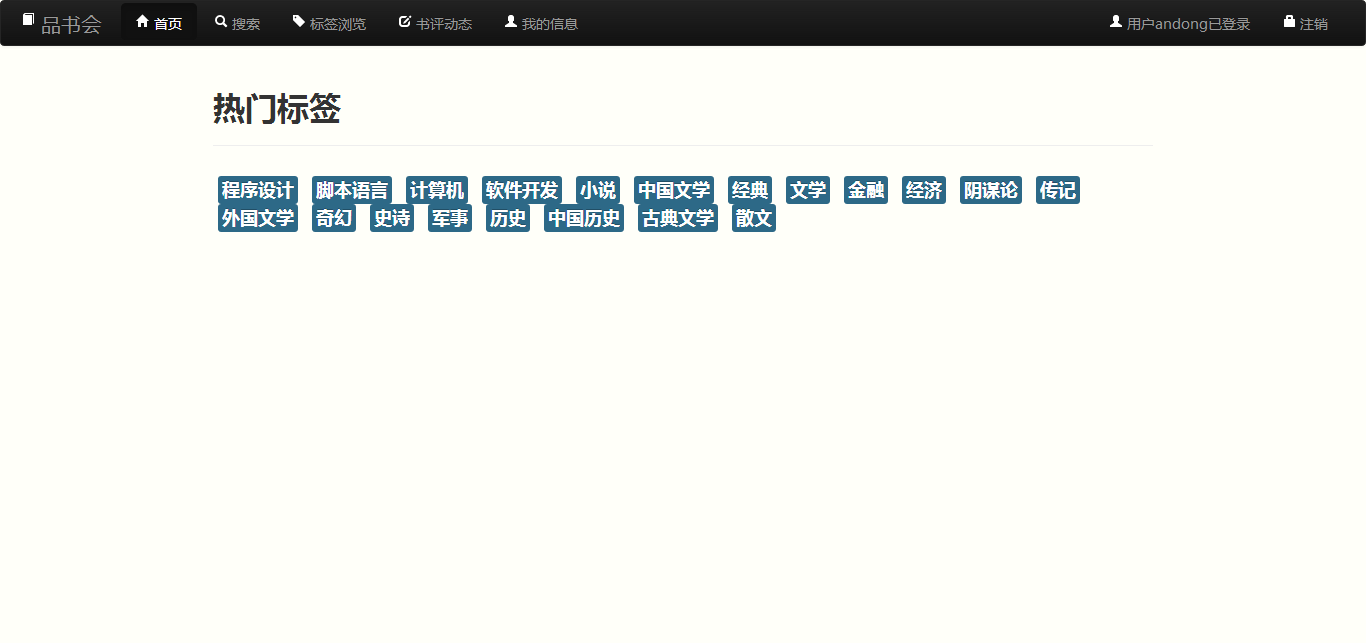 品书会 首页 搜索 标签浏览 书评动态 我的信息 用户andong已登录 注销
热门标签
程序设计 脚本语言 计算机 软件开发 小说 中国文学 经典 文学 金融 经济 阴谋论 传记
外国文学 奇幻 史诗 军事 历史 中国历史 古典文学 散文